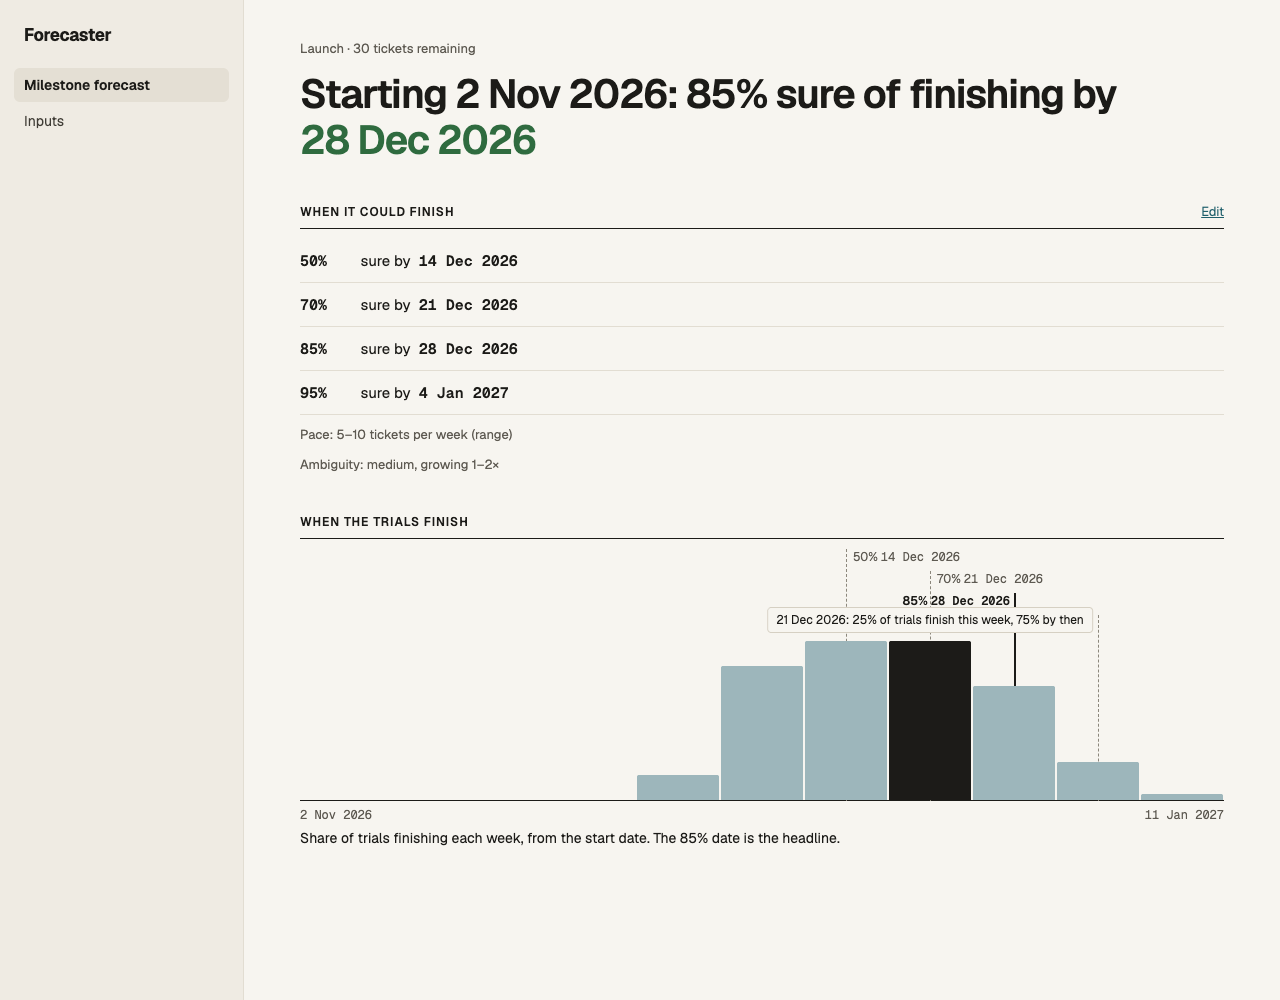 Forecaster
Milestone forecast
Inputs
Launch · 30 tickets remaining
Starting 2 Nov 2026: 85% sure of finishing by
28 Dec 2026
WHEN IT COULD FINISH
Edit
50% sure by 14 Dec 2026
70% sure by 21 Dec 2026
85% sure by 28 Dec 2026
95% sure by 4 Jan 2027
Pace: 5–10 tickets per week (range)
Ambiguity: medium, growing 1–2×
WHEN THE TRIALS FINISH
50% 14 Dec 2026
70% 21 Dec 2026
85% 28 Dec 2026
21 Dec 2026: 25% of trials finish this week, 75% by then
2 Nov 2026
11 Jan 2027
Share of trials finishing each week, from the start date. The 85% date is the headline.